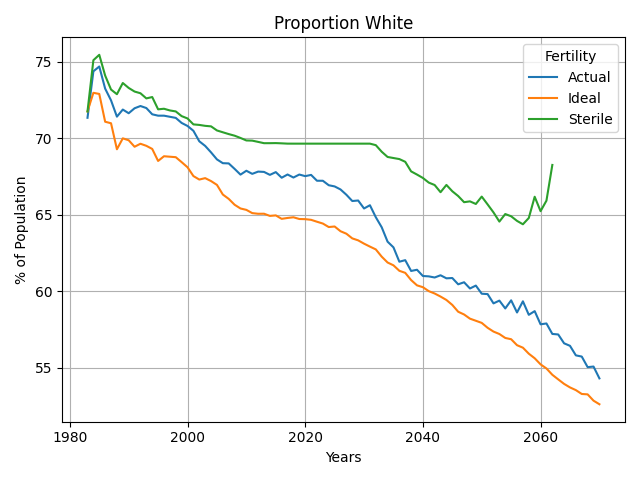 Proportion White
Fertility
Actual
Ideal
Sterile
% of Population
75
70
65
60
55
1980
2000
2020
2040
2060
Years